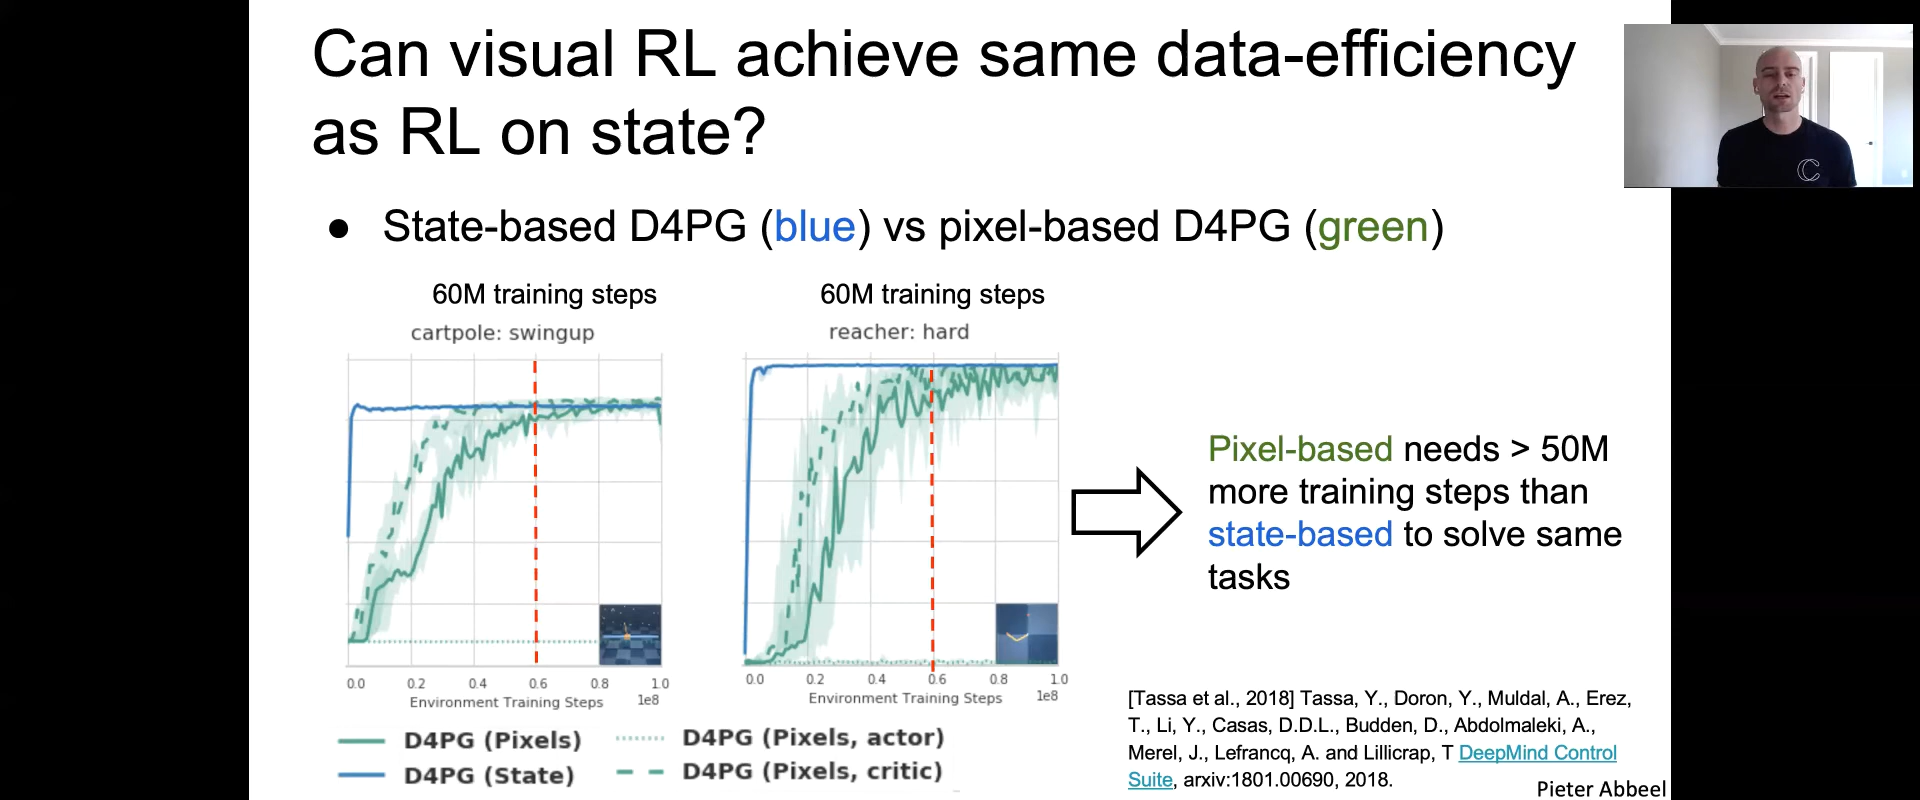 Can visual RL achieve same data-efficiency
as RL on state?
● State-based D4PG (blue) vs pixel-based D4PG (green)
60M training steps
cartpole: swingup
0.0 0.2 0.4 0.6 0.8 1.0
Environment Training Steps 1e8
60M training steps
reacher: hard
0.0 0.2 0.4 0.6 0.8 1.0
Environment Training Steps 1e8
D4PG (Pixels)
D4PG (State)
D4PG (Pixels, actor)
D4PG (Pixels, critic)
Pixel-based needs > 50M
more training steps than
state-based to solve same
tasks
[Tassa et al., 2018] Tassa, Y., Doron, Y., Muldal, A., Erez,
T., Li, Y., Casas, D.D.L., Budden, D., Abdolmaleki, A.,
Merel, J., Lefrancq, A. and Lillicrap, T DeepMind Control
Suite, arxiv:1801.00690, 2018.
Pieter Abbeel